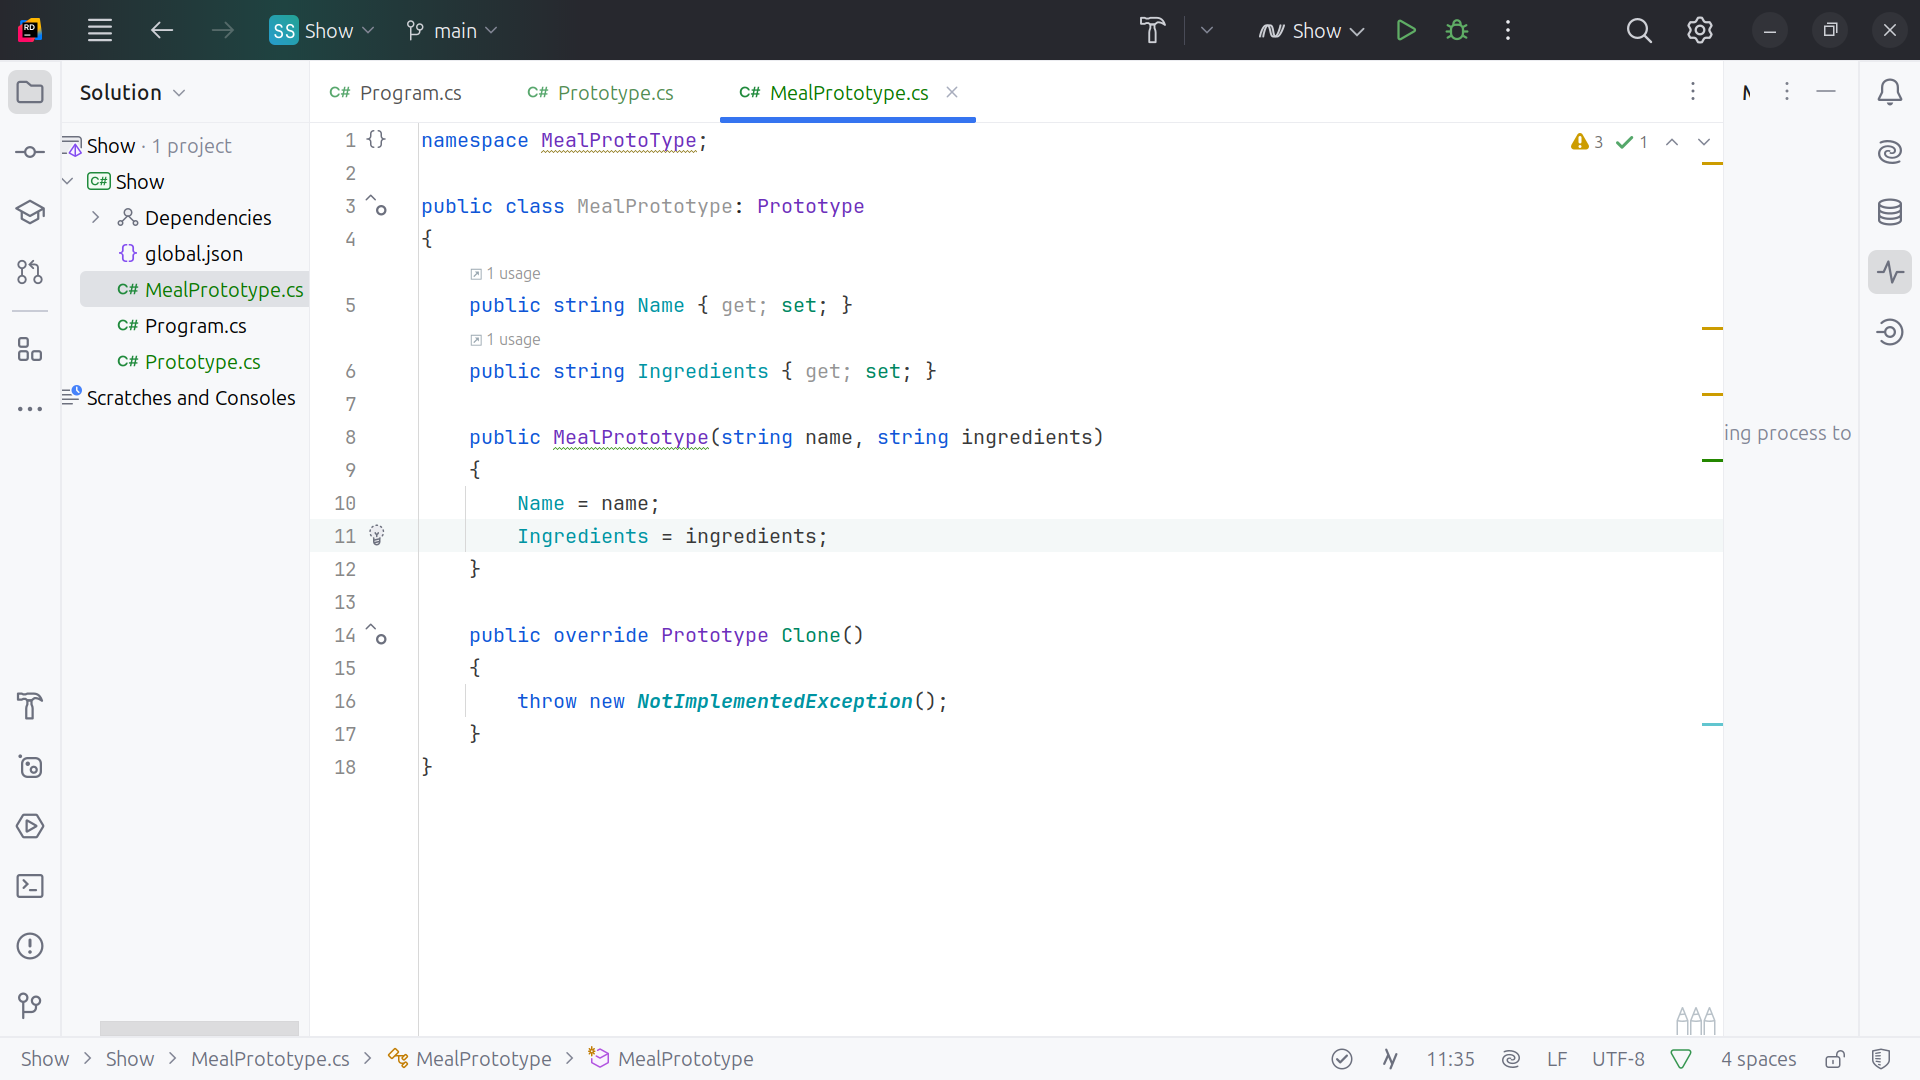 SS Show main Show
Solution
C# Program.cs C# Prototype.cs C# MealPrototype.cs
Show · 1 project
C# Show
Dependencies
{} global.json
C# MealPrototype.cs
C# Program.cs
C# Prototype.cs
Scratches and Consoles
3 1
1 {} namespace MealProtoType;
2
3 public class MealPrototype: Prototype
4 {
1 usage
5 public string Name { get; set; }
1 usage
6 public string Ingredients { get; set; }
7
8 public MealPrototype(string name, string ingredients)
9 {
10 Name = name;
11 Ingredients = ingredients;
12 }
13
14 public override Prototype Clone()
15 {
16 throw new NotImplementedException();
17 }
18 }
ing process to
Show > Show > MealPrototype.cs > MealPrototype > MealPrototype
11:35 LF UTF-8 4 spaces